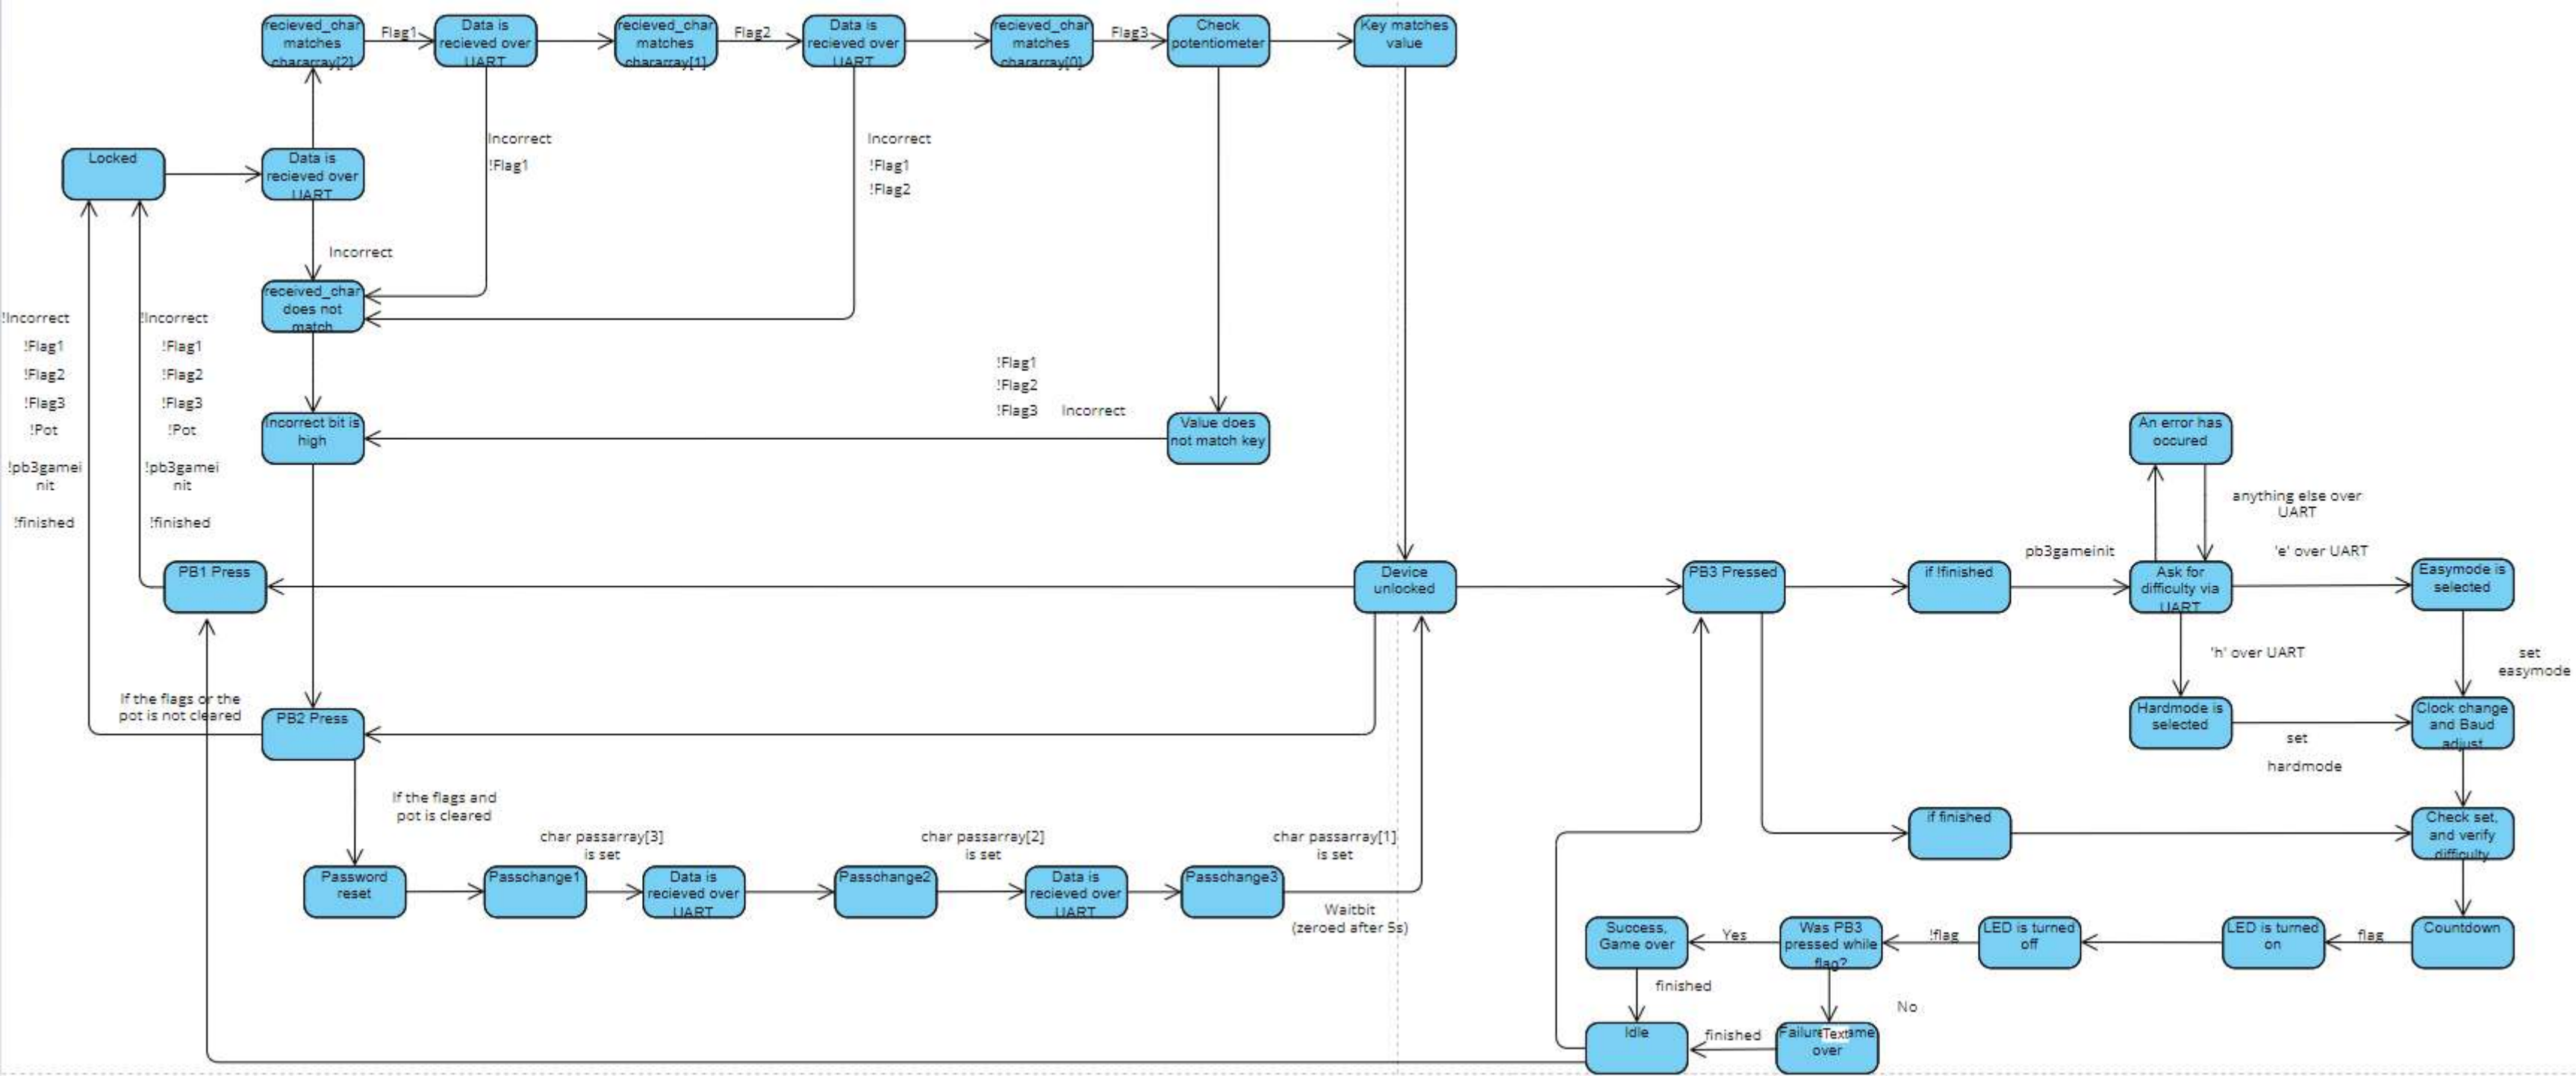 recieved_char
matches
chararray[2]
Flag1
Data is
recieved over
UART
recieved_char
matches
chararray[1]
Flag2
Data is
recieved over
UART
recieved_char
matches
chararray[0]
Flag3
Check
potentiometer
Key matches
value
Locked
Data is
recieved over
UART
Incorrect
!Flag1
Incorrect
!Flag1
!Flag2
Incorrect
received_char
does not
match
!Incorrect
!Flag1
!Flag2
!Flag3
!Pot
!pb3gamei
nit
!finished
!Incorrect
!Flag1
!Flag2
!Flag3
!Pot
!pb3gamei
nit
!finished
Incorrect bit is
high
!Flag1
!Flag2
!Flag3
Incorrect
Value does
not match key
An error has
occured
anything else over
UART
PB1 Press
Device
unlocked
PB3 Pressed
if !finished
pb3gameinit
Ask for
difficulty via
UART
'e' over UART
Easymode is
selected
'h' over UART
set
easymode
If the flags or the
pot is not cleared
PB2 Press
Hardmode is
selected
set
hardmode
Clock change
and Baud
adjust
If the flags and
pot is cleared
if finished
Check set,
and verify
difficulty
Password
reset
Passchange1
char passarray[3]
is set
Data is
recieved over
UART
Passchange2
char passarray[2]
is set
Data is
recieved over
UART
Passchange3
char passarray[1]
is set
Waitbit
(zeroed after 5s)
Success,
Game over
Yes
Was PB3
pressed while
flag?
!flag
LED is turned
off
LED is turned
on
flag
Countdown
finished
No
Idle
finished
Failure
Text
ame
over